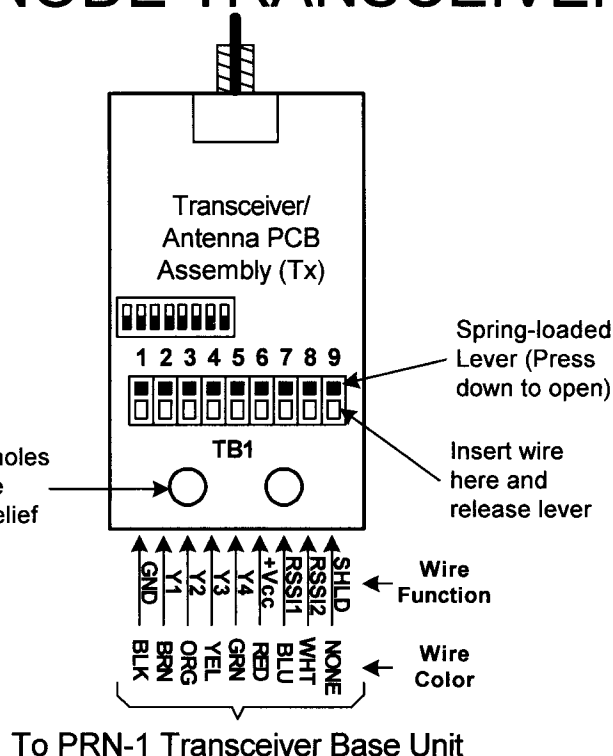 NODE TRANSCEIVER
Transceiver/
Antenna PCB
Assembly (Tx)
1 2 3 4 5 6 7 8 9
Spring-loaded
Lever (Press
down to open)
TB1
Insert wire
here and
release lever
holes
elief
GND Y1 Y2 Y3 Y4 +Vcc RSSI1 RSSI2 SHLD
Wire
Function
BLK BRN ORG YEL GRN RED BLU WHT NONE
Wire
Color
To PRN-1 Transceiver Base Unit